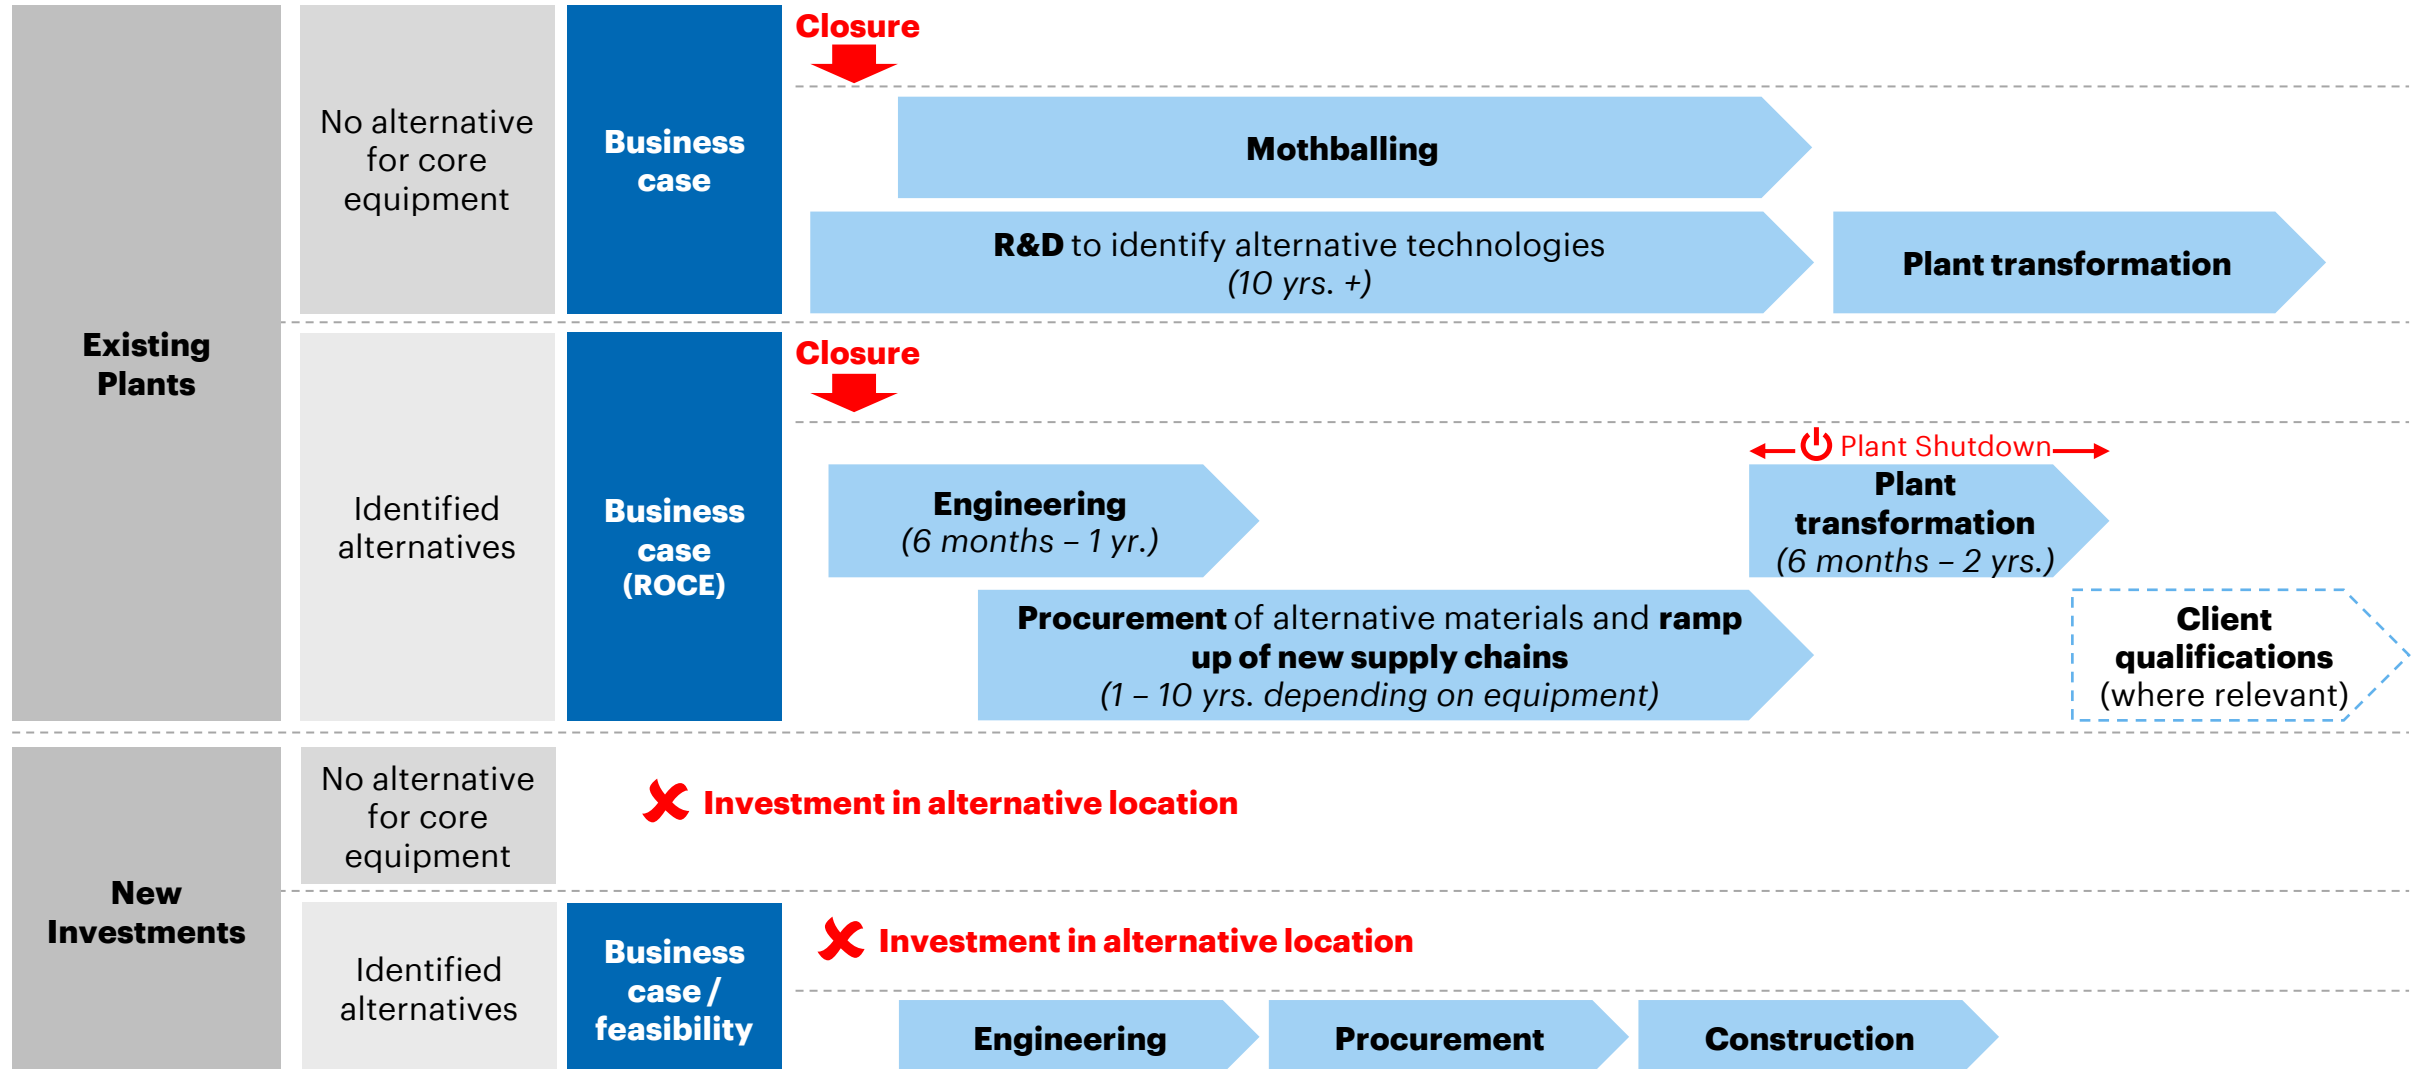 Existing
Plants
No alternative
for core
equipment
Business
case
Closure
Mothballing
R&D to identify alternative technologies
(10 yrs. +)
Plant transformation
Identified
alternatives
Business
case
(ROCE)
Closure
Engineering
(6 months – 1 yr.)
Procurement of alternative materials and ramp
up of new supply chains
(1 – 10 yrs. depending on equipment)
Plant Shutdown
Plant
transformation
(6 months – 2 yrs.)
Client
qualifications
(where relevant)
New
Investments
No alternative
for core
equipment
Investment in alternative location
Identified
alternatives
Business
case /
feasibility
Investment in alternative location
Engineering
Procurement
Construction